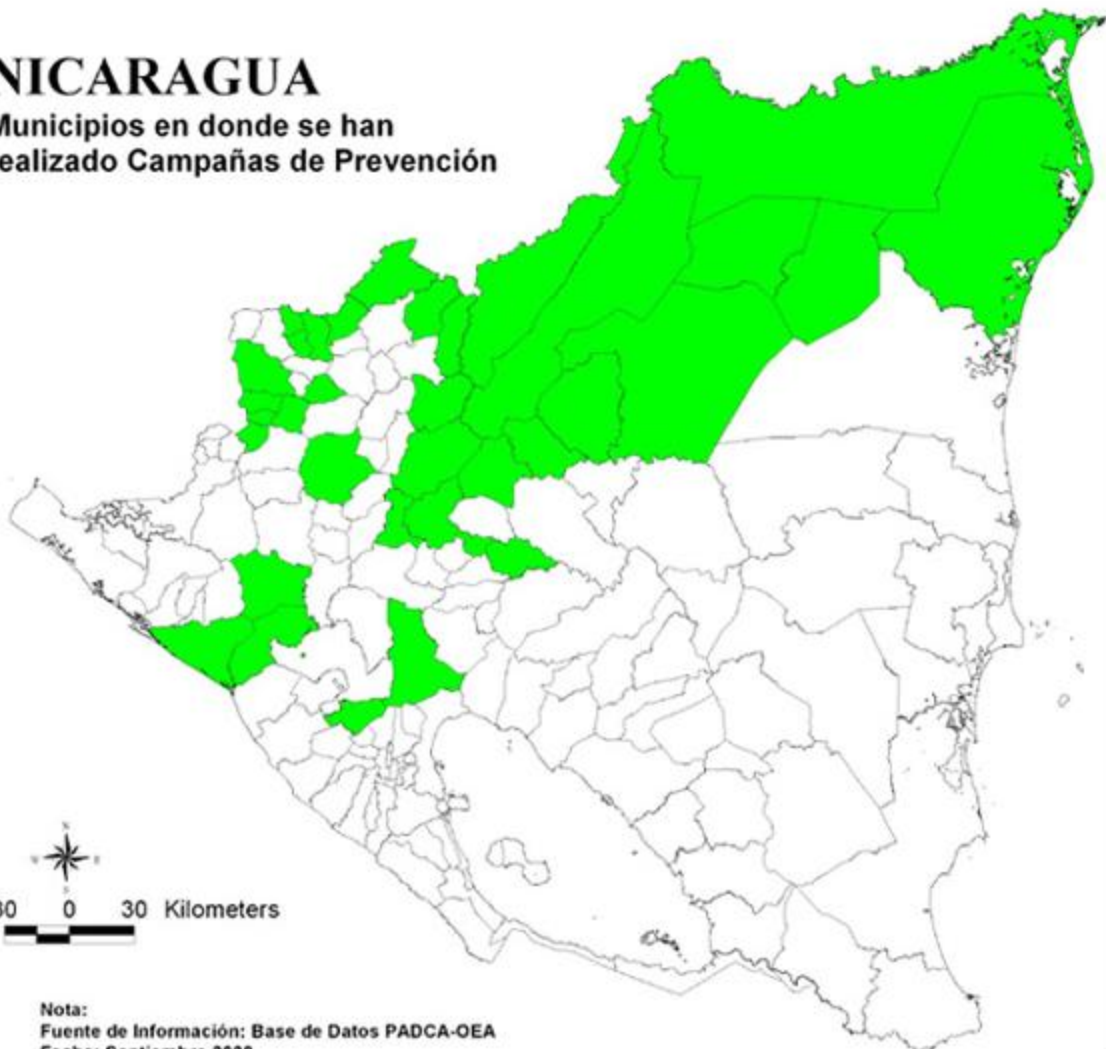 NICARAGUA
Municipios en donde se han
ealizado Campañas de Prevención
N
W E
S
30 0 30 Kilometers
Nota:
Fuente de Información: Base de Datos PADCA-OEA